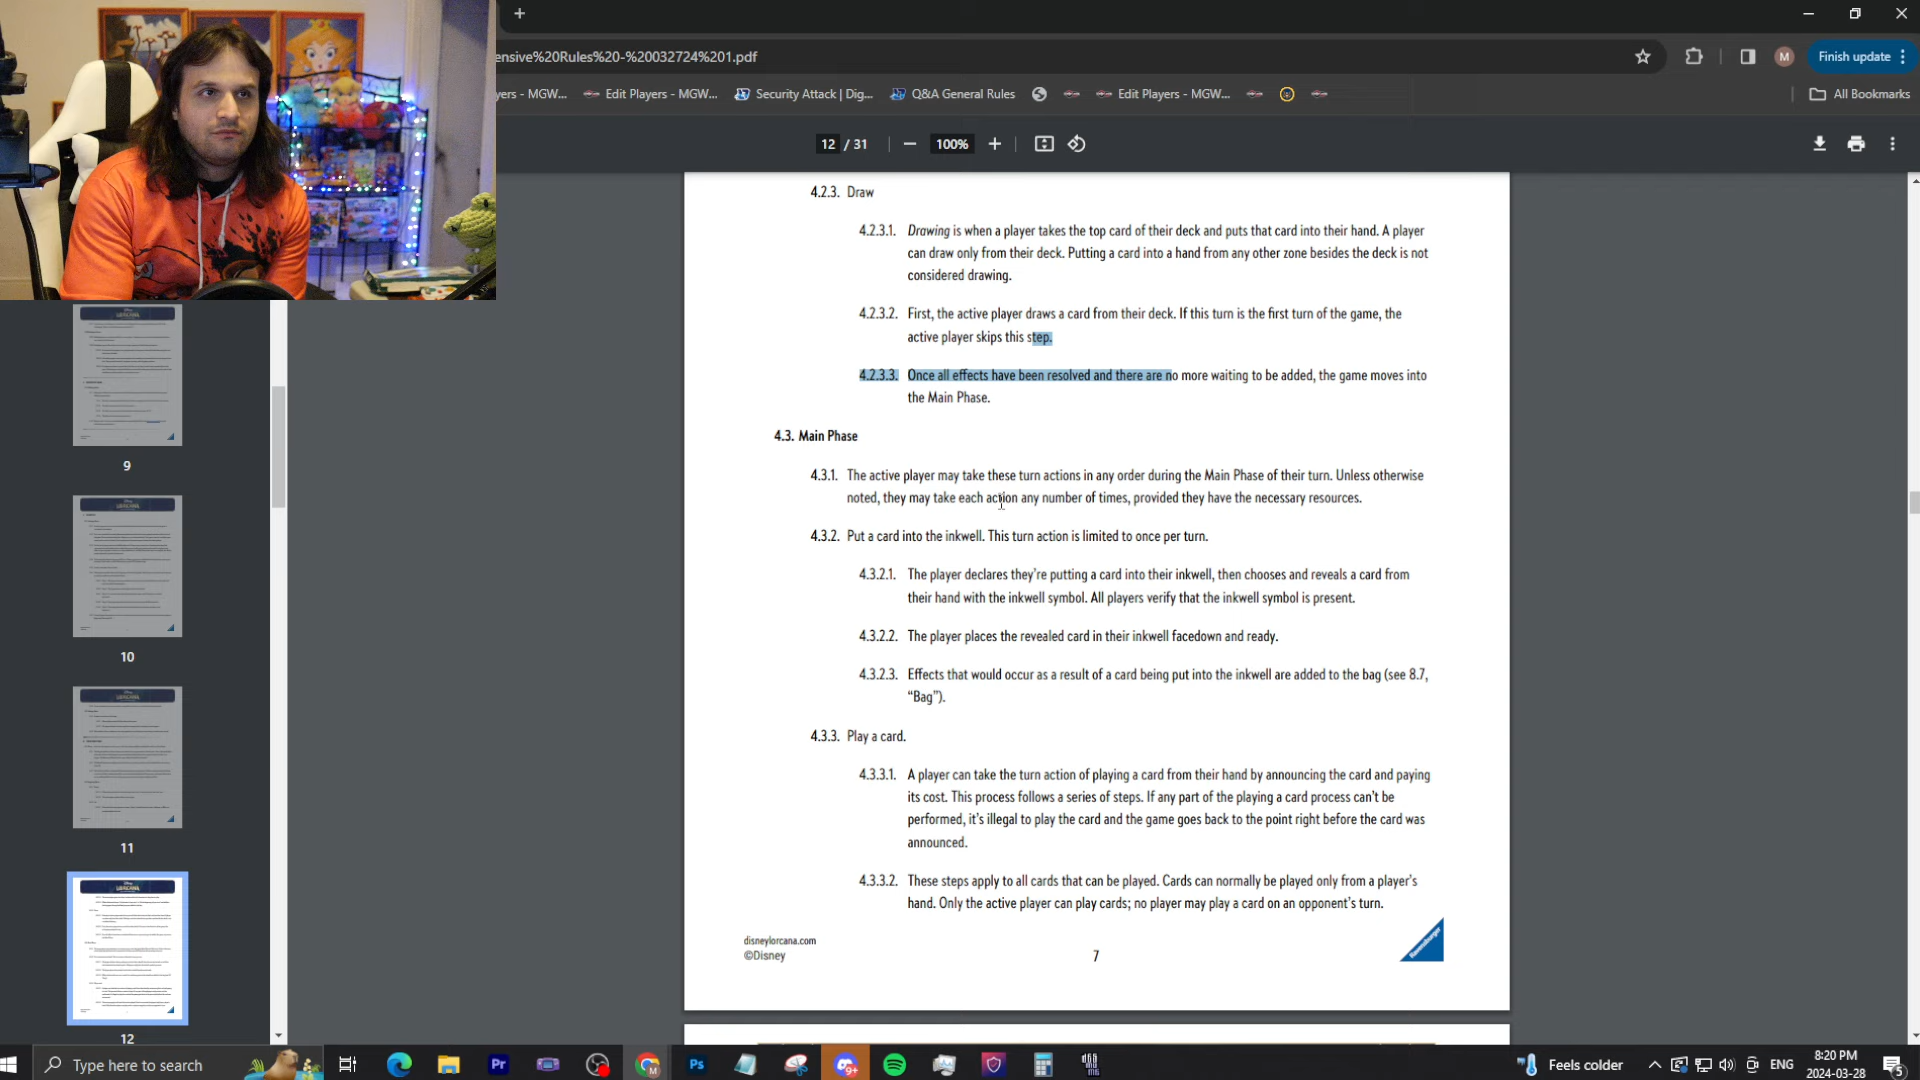 ensive%20Rules%20-%20032724%201.pdf
Finish update
yers - MGW...
Edit Players - MGW...
Security Attack | Dig...
Q&A General Rules
Edit Players - MGW...
All Bookmarks
12 / 31
100%
4.2.3. Draw
4.2.3.1. Drawing is when a player takes the top card of their deck and puts that card into their hand. A player
can draw only from their deck. Putting a card into a hand from any other zone besides the deck is not
considered drawing.
4.2.3.2. First, the active player draws a card from their deck. If this turn is the first turn of the game, the
active player skips this step.
4.2.3.3. Once all effects have been resolved and there are no more waiting to be added, the game moves into
the Main Phase.
4.3. Main Phase
4.3.1. The active player may take these turn actions in any order during the Main Phase of their turn. Unless otherwise
noted, they may take each action any number of times, provided they have the necessary resources.
4.3.2. Put a card into the inkwell. This turn action is limited to once per turn.
4.3.2.1. The player declares they're putting a card into their inkwell, then chooses and reveals a card from
their hand with the inkwell symbol. All players verify that the inkwell symbol is present.
4.3.2.2. The player places the revealed card in their inkwell facedown and ready.
4.3.2.3. Effects that would occur as a result of a card being put into the inkwell are added to the bag (see 8.7,
“Bag”).
4.3.3. Play a card.
4.3.3.1. A player can take the turn action of playing a card from their hand by announcing the card and paying
its cost. This process follows a series of steps. If any part of the playing a card process can't be
performed, it's illegal to play the card and the game goes back to the point right before the card was
announced.
4.3.3.2. These steps apply to all cards that can be played. Cards can normally be played only from a player's
hand. Only the active player can play cards; no player may play a card on an opponent's turn.
disneylorcana.com
©Disney
7
Ravensburger
9
10
11
12
Type here to search
Feels colder
ENG
8:20 PM
2024-03-28